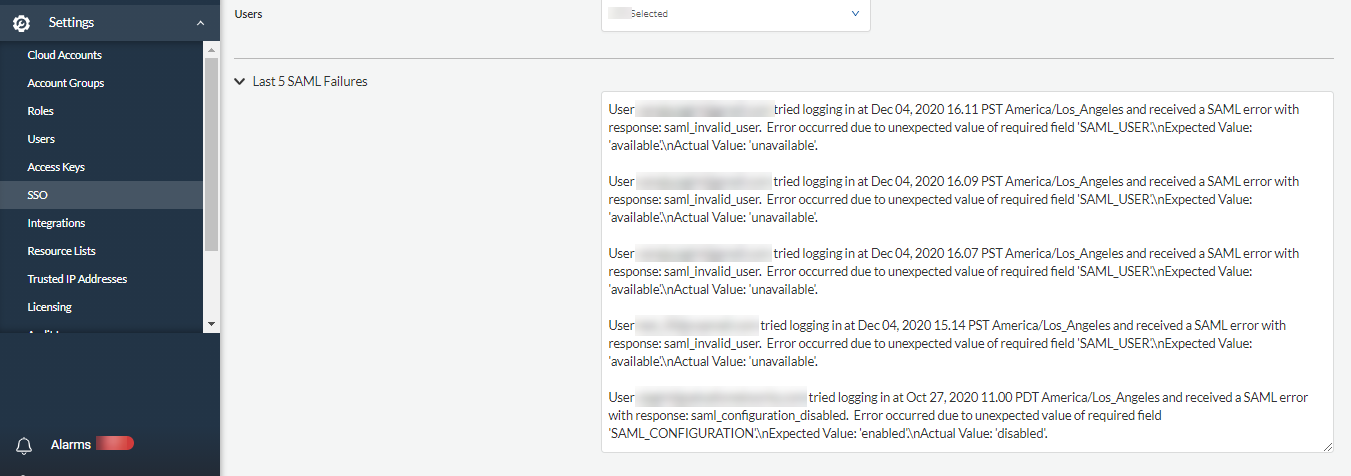 Settings
Cloud Accounts
Account Groups
Roles
Users
Access Keys
SSO
Integrations
Resource Lists
Trusted IP Addresses
Licensing
Alarms
Users
Selected
Last 5 SAML Failures
User tried logging in at Dec 04, 2020 16.11 PST America/Los_Angeles and received a SAML error with
response: saml_invalid_user. Error occurred due to unexpected value of required field 'SAML_USER'.\nExpected Value:
'available'.\nActual Value: 'unavailable'.
User tried logging in at Dec 04, 2020 16.09 PST America/Los_Angeles and received a SAML error with
response: saml_invalid_user. Error occurred due to unexpected value of required field 'SAML_USER'.\nExpected Value:
'available'.\nActual Value: 'unavailable'.
User tried logging in at Dec 04, 2020 16.07 PST America/Los_Angeles and received a SAML error with
response: saml_invalid_user. Error occurred due to unexpected value of required field 'SAML_USER'.\nExpected Value:
'available'.\nActual Value: 'unavailable'.
User tried logging in at Dec 04, 2020 15.14 PST America/Los_Angeles and received a SAML error with
response: saml_invalid_user. Error occurred due to unexpected value of required field 'SAML_USER'.\nExpected Value:
'available'.\nActual Value: 'unavailable'.
User tried logging in at Oct 27, 2020 11.00 PDT America/Los_Angeles and received a SAML error
with response: saml_configuration_disabled. Error occurred due to unexpected value of required field
'SAML_CONFIGURATION'.\nExpected Value: 'enabled'.\nActual Value: 'disabled'.